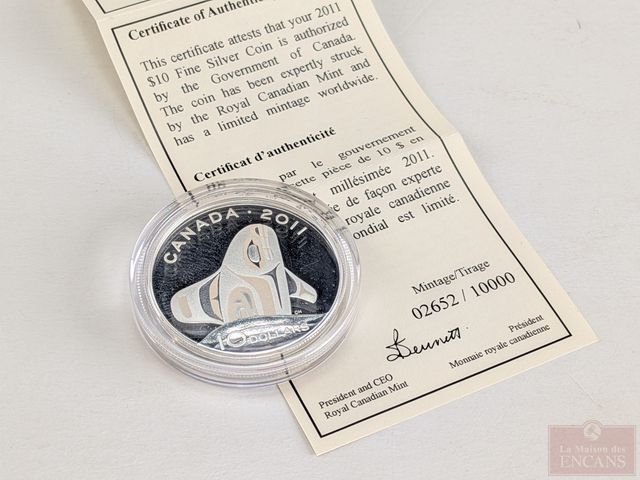 Certificate of Authenticity
This certificate attests that your 2011
$10 Fine Silver Coin is authorized
by the Government of Canada.
The coin has been expertly struck
by the Royal Canadian Mint and
has a limited mintage worldwide.
Certificat d'authenticité
par le gouvernement
cette pièce de 10 $ en
millésimée 2011.
de façon experte
royale canadienne
est limité.
Mintage/Tirage
02652 / 10000
Bennett
President and CEO
Royal Canadian Mint
Président
Monnaie royale canadienne
CANADA · 2011
10 DOLLARS
La Maison des
ENCANS